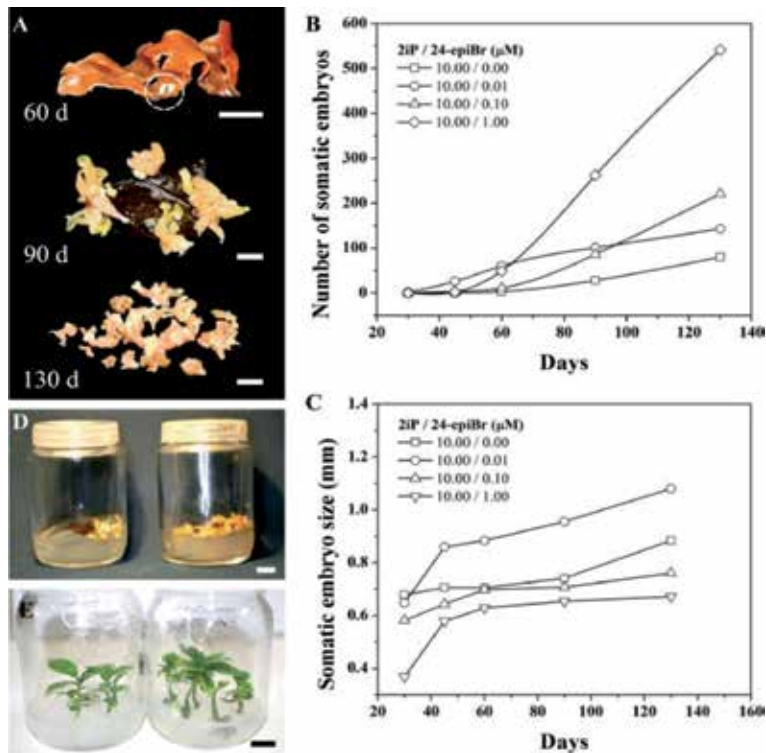 A
60 d
90 d
130 d
B
Number of somatic embryos
600
500
400
300
200
100
0
2iP / 24-epiBr (µM)
10.00 / 0.00
10.00 / 0.01
10.00 / 0.10
10.00 / 1.00
20 40 60 80 100 120 140
Days
C
Somatic embryo size (mm)
1.4
1.2
1.0
0.8
0.6
0.4
2iP / 24-epiBr (µM)
10.00 / 0.00
10.00 / 0.01
10.00 / 0.10
10.00 / 1.00
20 40 60 80 100 120 140 160
Days
D
E